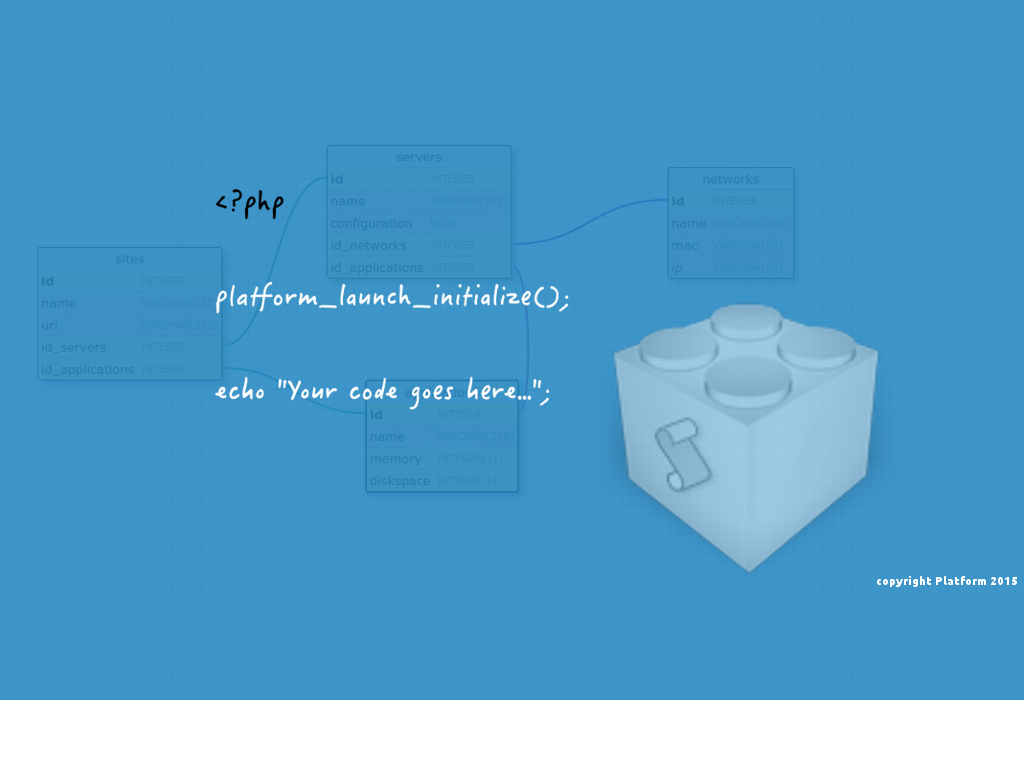 servers
id INTEGER
name VARCHAR(255)
configuration BLOB
id_networks INTEGER
id_applications INTEGER
networks
id INTEGER
name VARCHAR(255)
mac VARCHAR(64)
ip VARCHAR(64)
<?php
sites
id INTEGER
name VARCHAR(255)
url VARCHAR(255)
id_servers INTEGER
id_applications INTEGER
platform_launch_initialize();
echo "Your code goes here...";
id INTEGER
name VARCHAR(255)
memory INTEGER(11)
diskspace INTEGER(11)
copyright Platform 2015